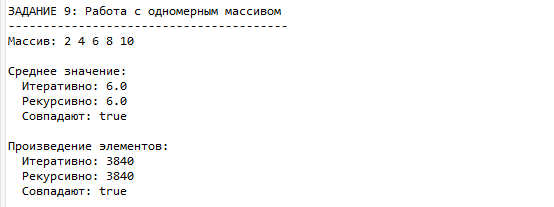 ЗАДАНИЕ 9: Работа с одномерным массивом
----------------------------------------
Массив: 2 4 6 8 10
Среднее значение:
Итеративно: 6.0
Рекурсивно: 6.0
Совпадают: true
Произведение элементов:
Итеративно: 3840
Рекурсивно: 3840
Совпадают: true